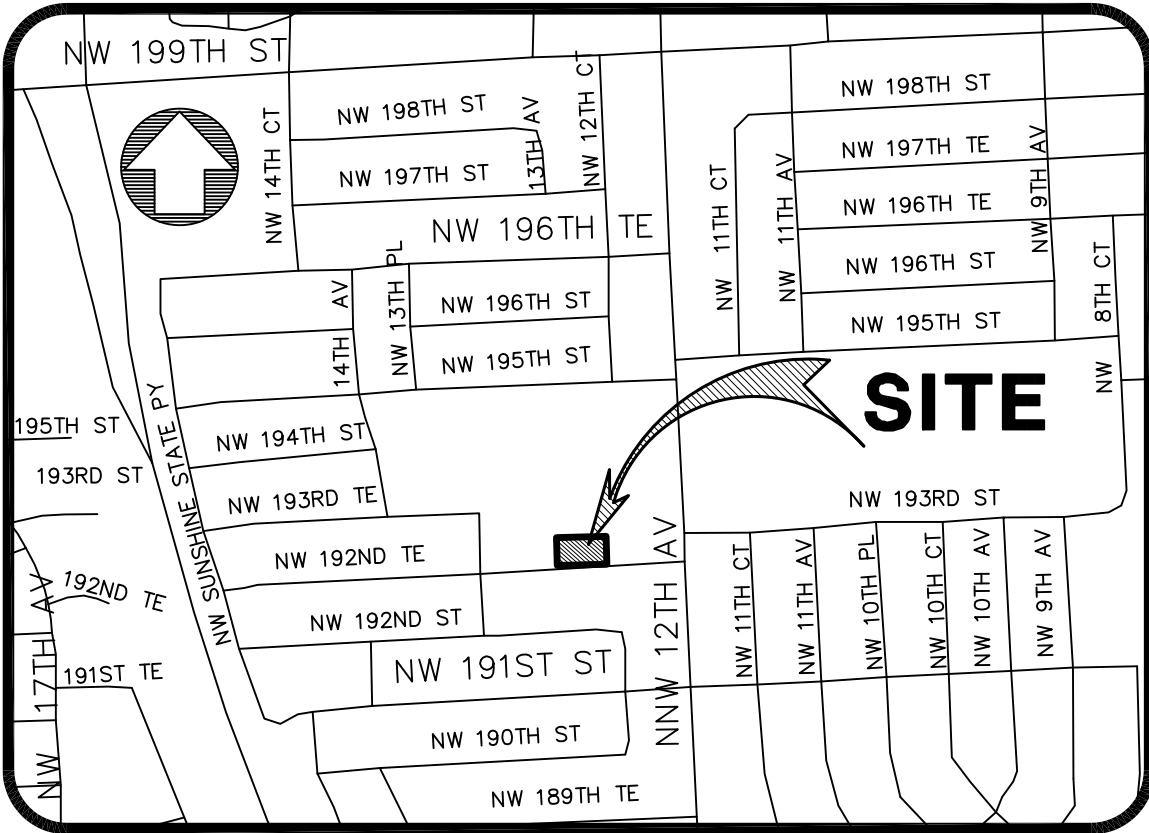 NW 199TH ST
NW 14TH CT
NW 198TH ST
13TH AV
NW 12TH CT
NW 197TH ST
NW 196TH TE
NW 198TH ST
NW 11TH CT
NW 11TH AV
NW 197TH TE
NW 9TH AV
NW 196TH TE
NW 196TH ST
NW 195TH ST
NW 8TH CT
14TH AV
NW 13TH PL
NW 196TH ST
NW 195TH ST
SITE
195TH ST
193RD ST
NW SUNSHINE STATE PY
NW 194TH ST
NW 193RD TE
NW 192ND TE
NW 192ND ST
NW 193RD ST
192ND TE
191ST TE
NW 17TH AV
NW 191ST ST
NW 190TH ST
NW 189TH TE
NNW 12TH AV
NW 11TH CT
NW 11TH AV
NW 10TH PL
NW 10TH CT
NW 10TH AV
NW 9TH AV